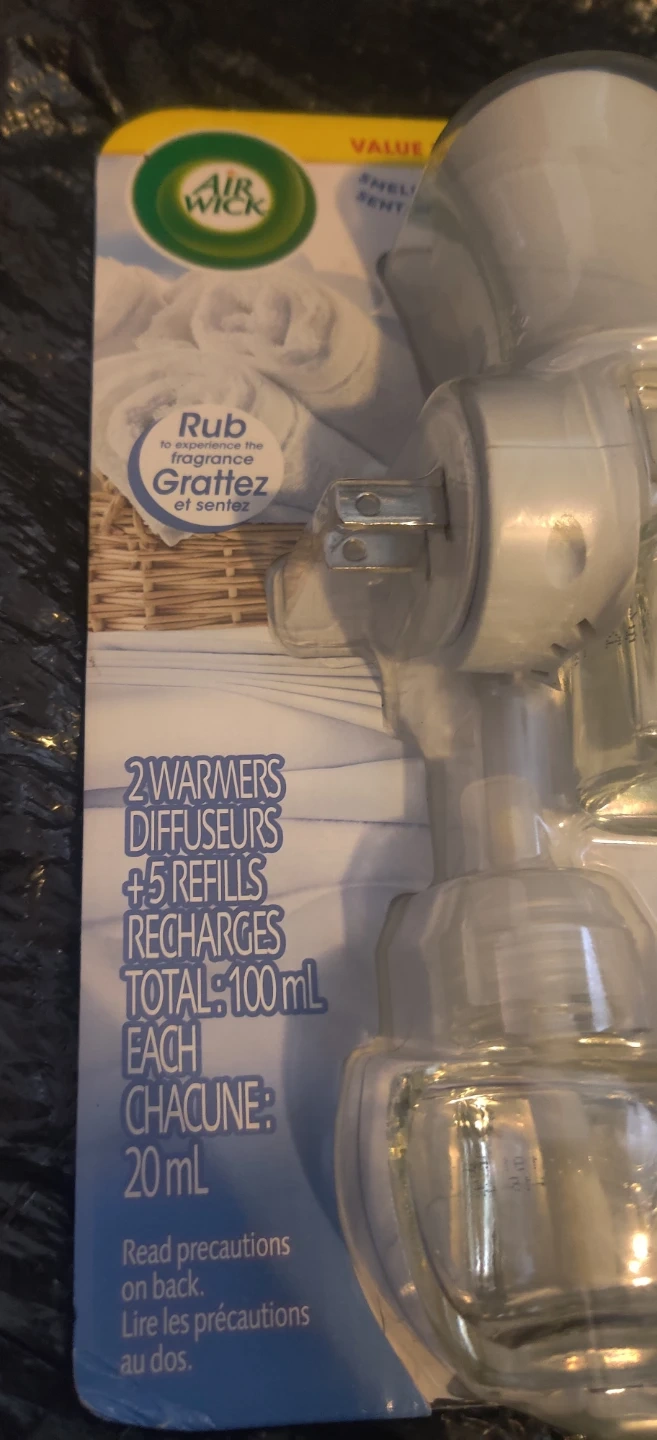 VALUE
AIR
WICK
Rub
to experience the
fragrance
Grattez
et sentez
2 WARMERS
DIFFUSEURS
+5 REFILLS
RECHARGES
TOTAL: 100 mL
EACH
CHACUNE:
20 mL
Read precautions
on back.
Lire les précautions
au dos.